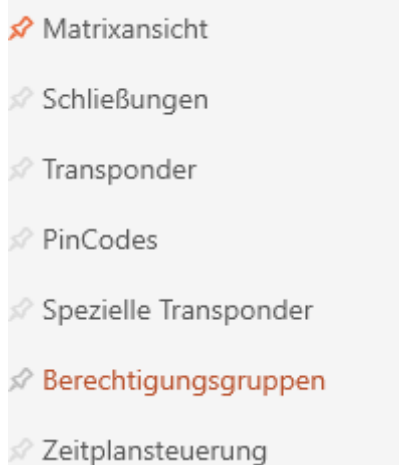 Matrixansicht
Schließungen
Transponder
PinCodes
Spezielle Transponder
Berechtigungsgruppen
Zeitplansteuerung